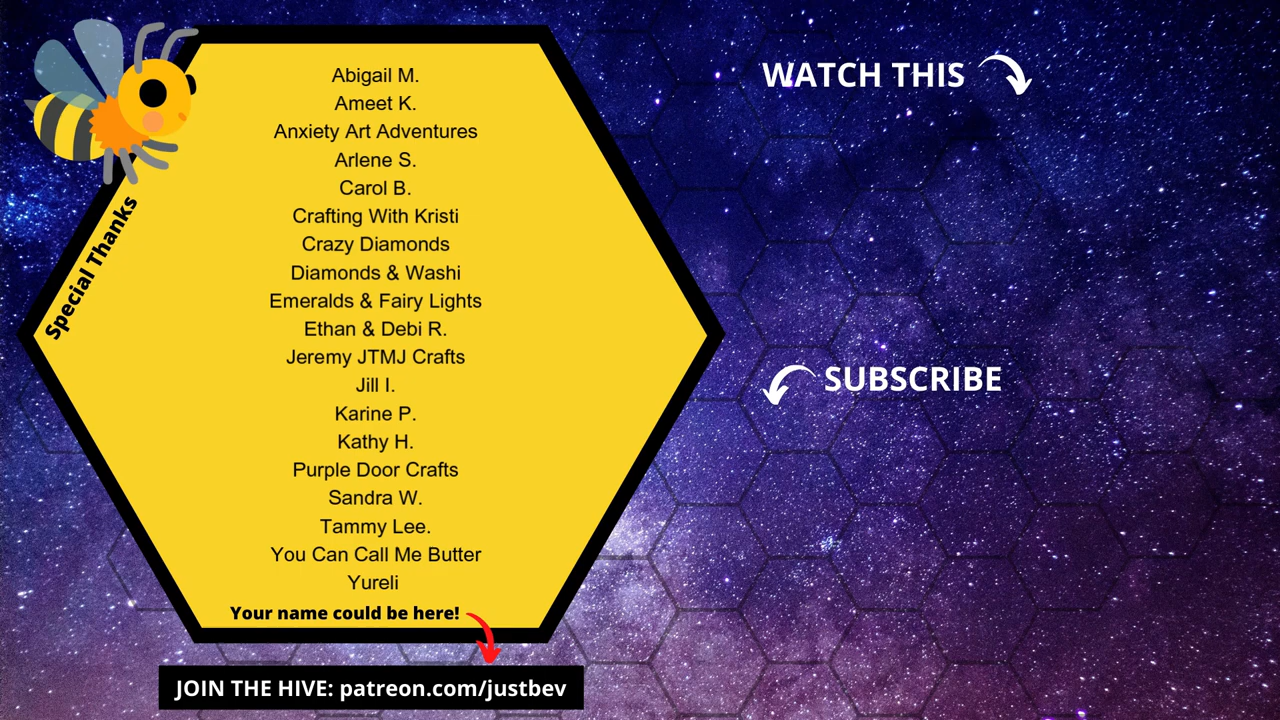 Special Thanks
Abigail M.
Ameet K.
Anxiety Art Adventures
Arlene S.
Carol B.
Crafting With Kristi
Crazy Diamonds
Diamonds & Washi
Emeralds & Fairy Lights
Ethan & Debi R.
Jeremy JTMJ Crafts
Jill I.
Karine P.
Kathy H.
Purple Door Crafts
Sandra W.
Tammy Lee.
You Can Call Me Butter
Yureli
Your name could be here!
JOIN THE HIVE: patreon.com/justbev
WATCH THIS
SUBSCRIBE